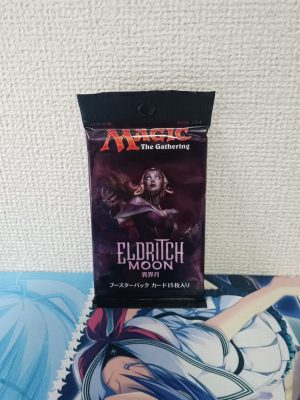 MAGIC
The Gathering
ELDRITCH
MOON
異界月
ブースターパック カード15枚入り